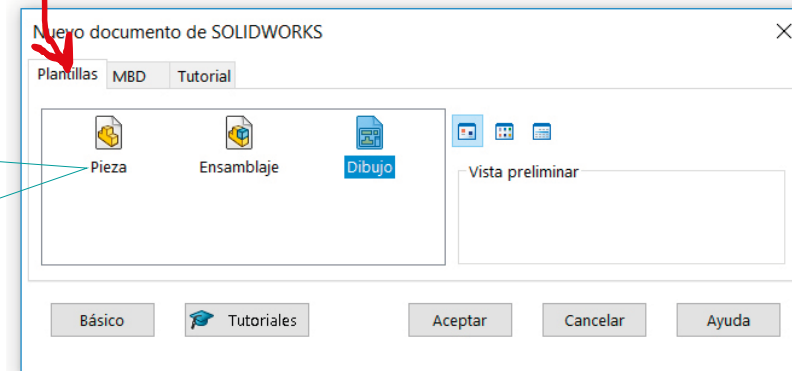 Nuevo documento de SOLIDWORKS
Plantillas MBD Tutorial
Pieza Ensamblaje Dibujo
Vista preliminar
Básico Tutoriales Aceptar Cancelar Ayuda